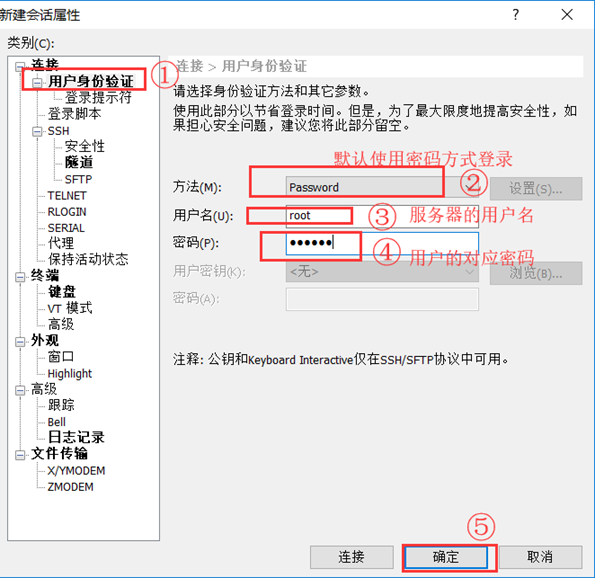 新建会话属性
?
类别(C):
连接
用户身份验证
登录提示符
登录脚本
SSH
安全性
隧道
SFTP
TELNET
RLOGIN
SERIAL
代理
保持活动状态
终端
键盘
VT 模式
高级
外观
窗口
Highlight
高级
跟踪
Bell
日志记录
文件传输
X/YMODEM
ZMODEM
①
连接 > 用户身份验证
请选择身份验证方法和其它参数。
使用此部分以节省登录时间。但是，为了最大限度地提高安全性，如
果担心安全问题，建议您将此部分留空。
默认使用密码方式登录
方法(M):
Password
②
设置(S)...
用户名(U):
root
③ 服务器的用户名
密码(P):
●●●●●●
④ 用户的对应密码
用户密钥(K):
<无>
浏览(B)...
密码(A):
注释: 公钥和Keyboard Interactive仅在SSH/SFTP协议中可用。
⑤
连接
确定
取消